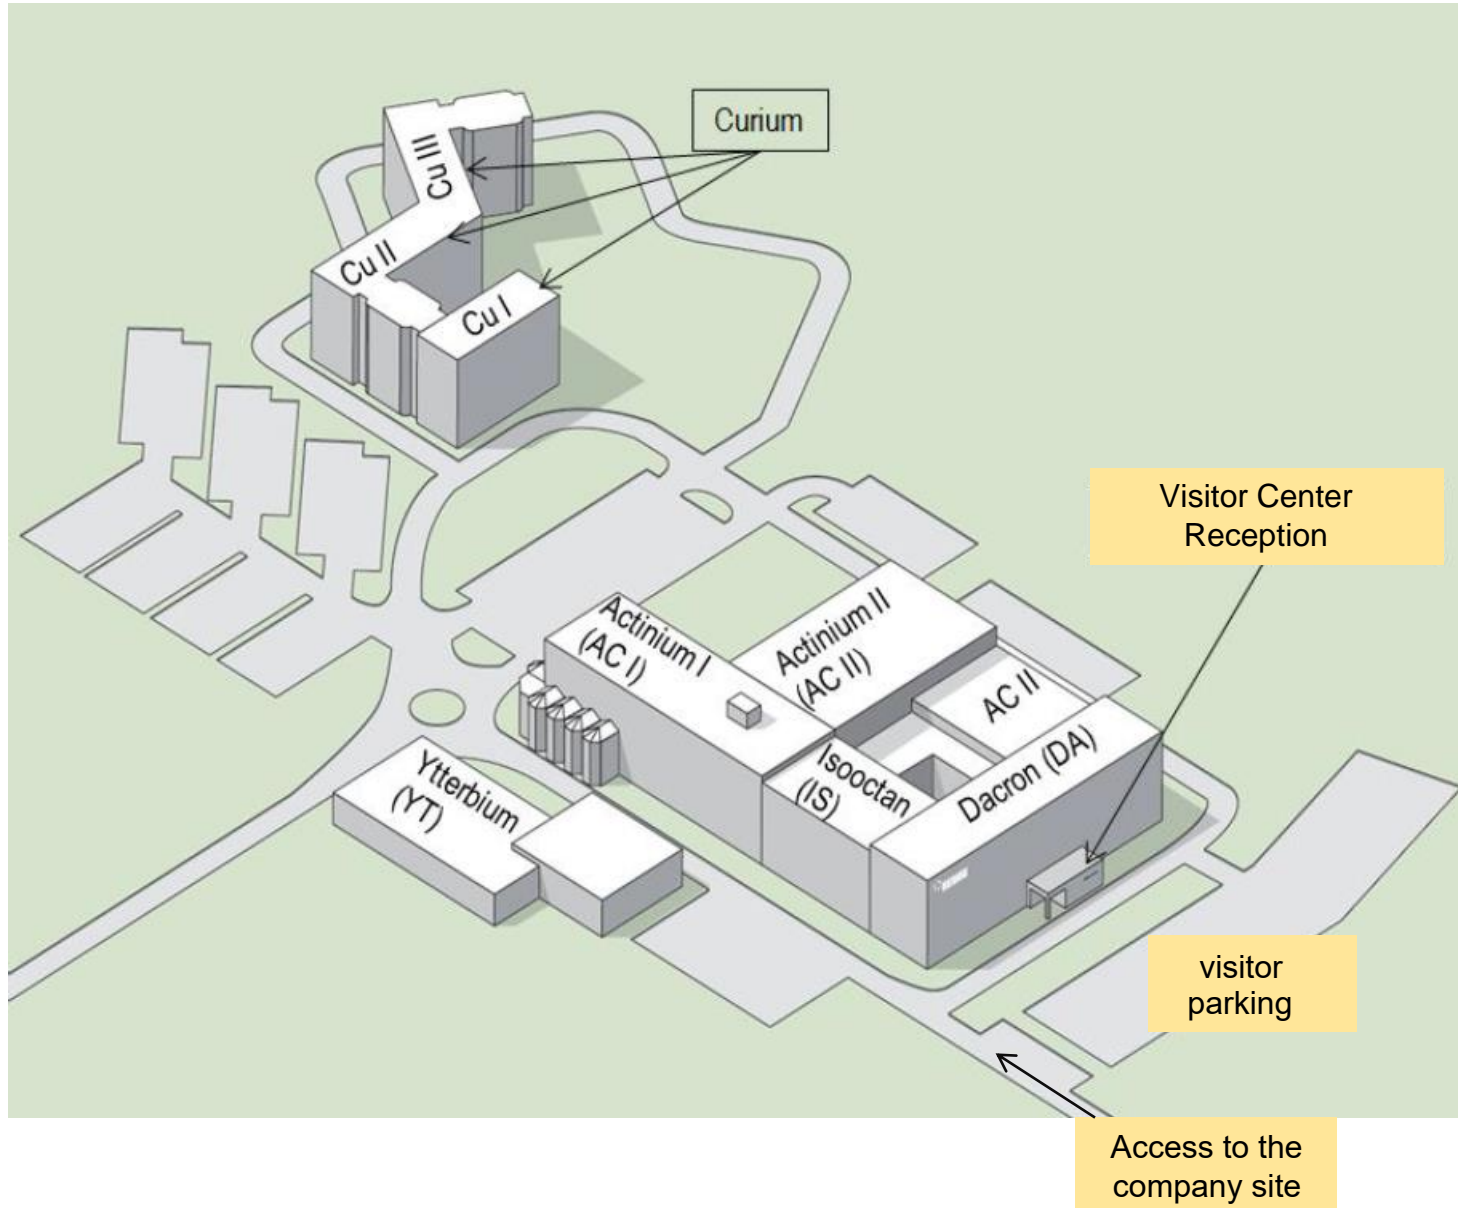 Curium
Cu III
Cu II
Cu I
Visitor Center
Reception
Actinium I
(AC I)
Actinium II
(AC II)
AC II
Isooctan
(IS)
Dacron (DA)
Ytterbium
(YT)
visitor
parking
Access to the
company site